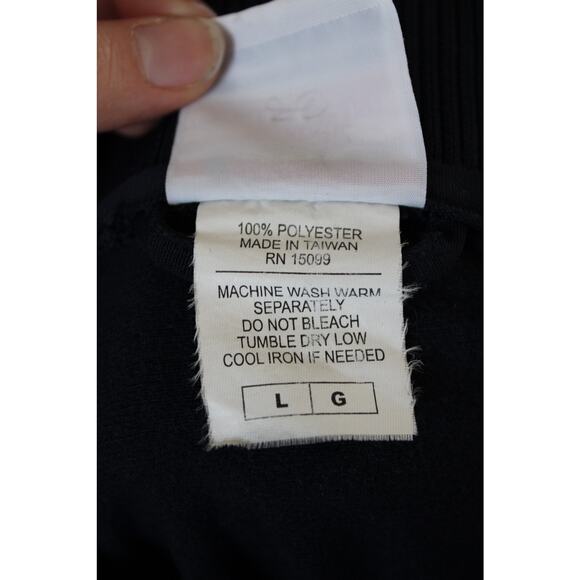 100% POLYESTER
MADE IN TAIWAN
RN 15099
MACHINE WASH WARM
SEPARATELY
DO NOT BLEACH
TUMBLE DRY LOW
COOL IRON IF NEEDED
L G